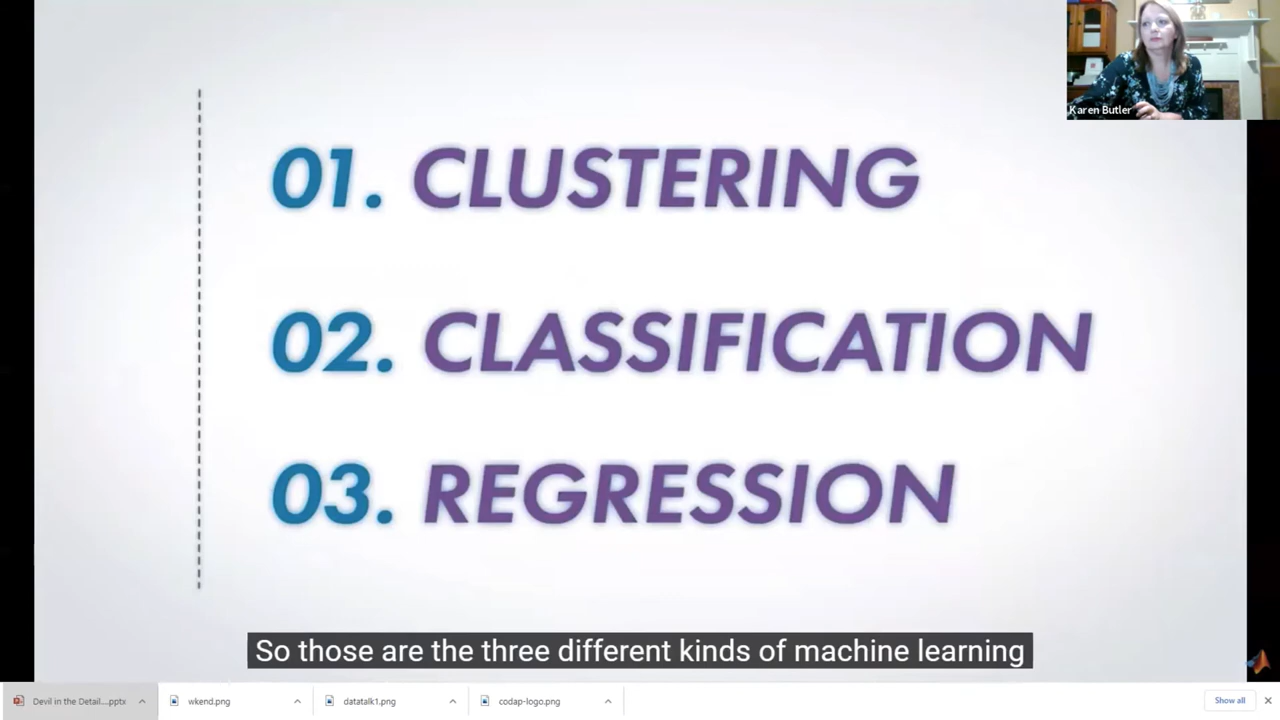 Karen Butler
01. CLUSTERING
02. CLASSIFICATION
03. REGRESSION
So those are the three different kinds of machine learning
Devil in the Detail....pptx
wkend.png
datatalk1.png
codap-logo.png
Show all